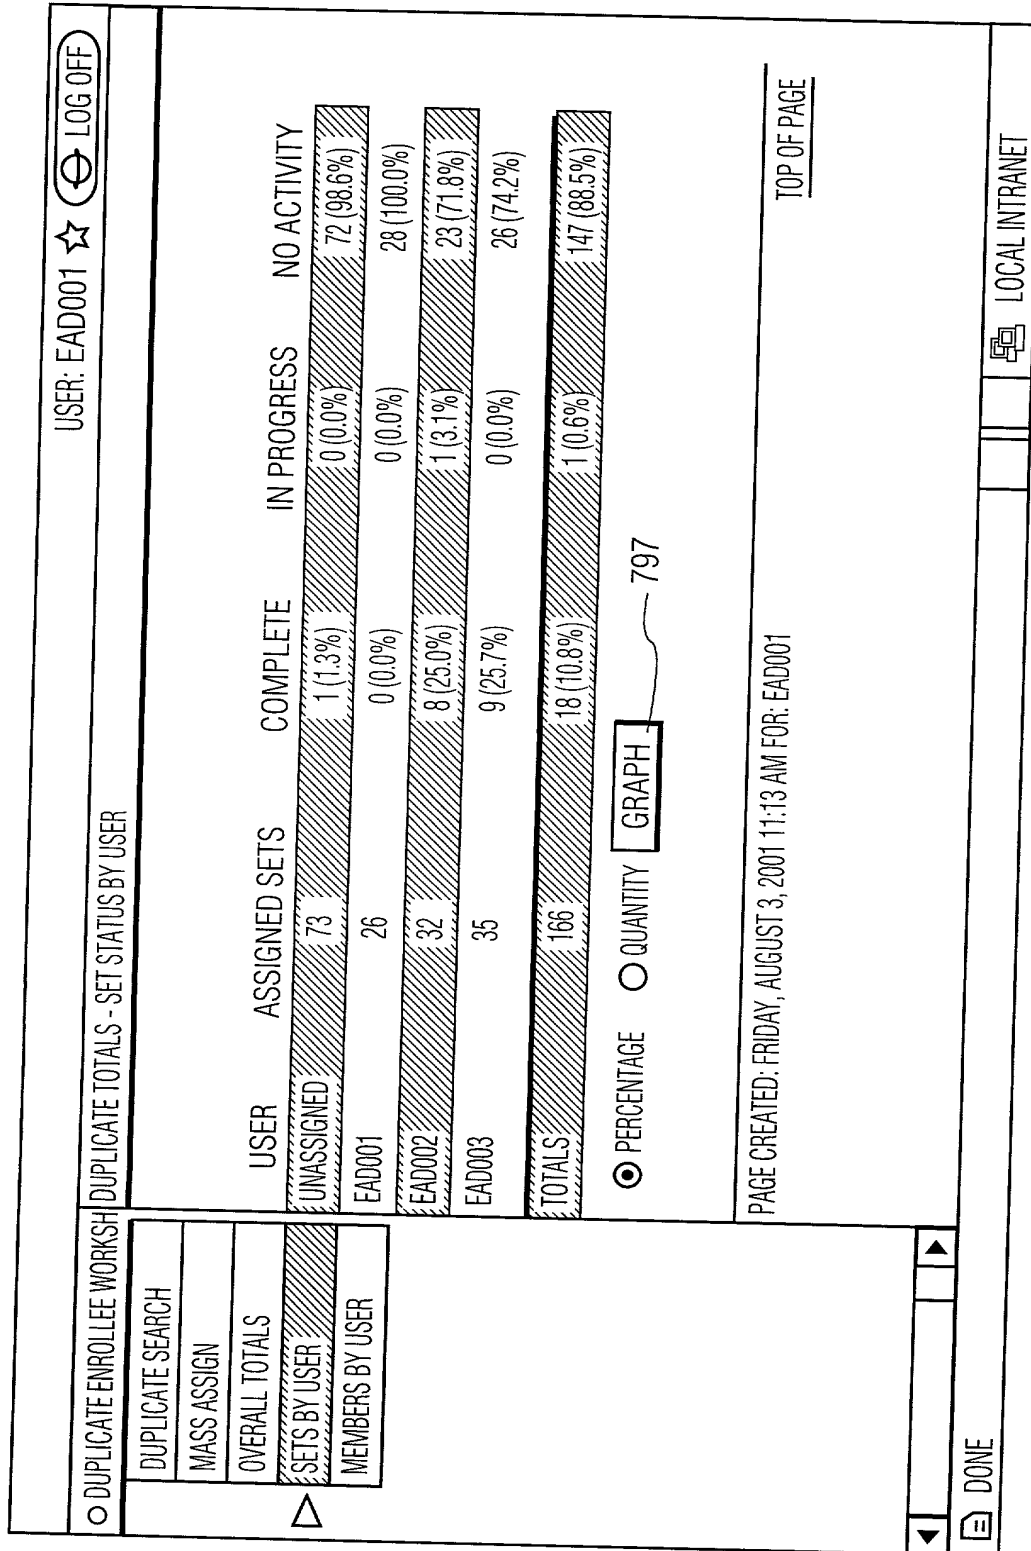 USER: EAD001 LOG OFF
DUPLICATE ENROLLEE WORKSH DUPLICATE TOTALS - SET STATUS BY USER
DUPLICATE SEARCH
MASS ASSIGN
OVERALL TOTALS
SETS BY USER
MEMBERS BY USER
USER ASSIGNED SETS COMPLETE IN PROGRESS NO ACTIVITY
UNASSIGNED 73 1 (1.3%) 0 (0.0%) 72 (98.6%)
EAD001 26 0 (0.0%) 0 (0.0%) 28 (100.0%)
EAD002 32 8 (25.0%) 1 (3.1%) 23 (71.8%)
EAD003 35 9 (25.7%) 0 (0.0%) 26 (74.2%)
TOTALS 166 18 (10.8%) 1 (0.6%) 147 (88.5%)
PERCENTAGE QUANTITY GRAPH 797
PAGE CREATED: FRIDAY, AUGUST 3, 2001 11:13 AM FOR: EAD001
TOP OF PAGE
DONE LOCAL INTRANET